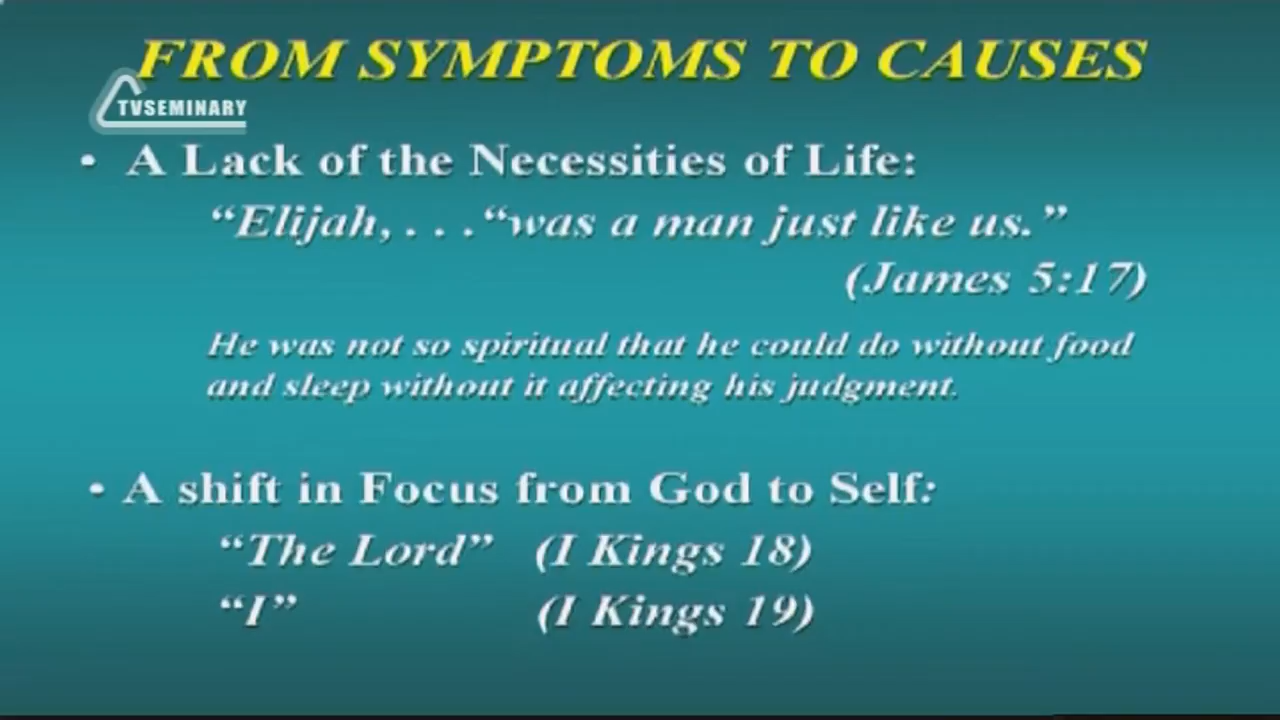 FROM SYMPTOMS TO CAUSES
TVSEMINARY
• A Lack of the Necessities of Life:
“Elijah, . . .“was a man just like us.”
(James 5:17)
He was not so spiritual that he could do without food
and sleep without it affecting his judgment.
• A shift in Focus from God to Self:
“The Lord” (I Kings 18)
“I” (I Kings 19)